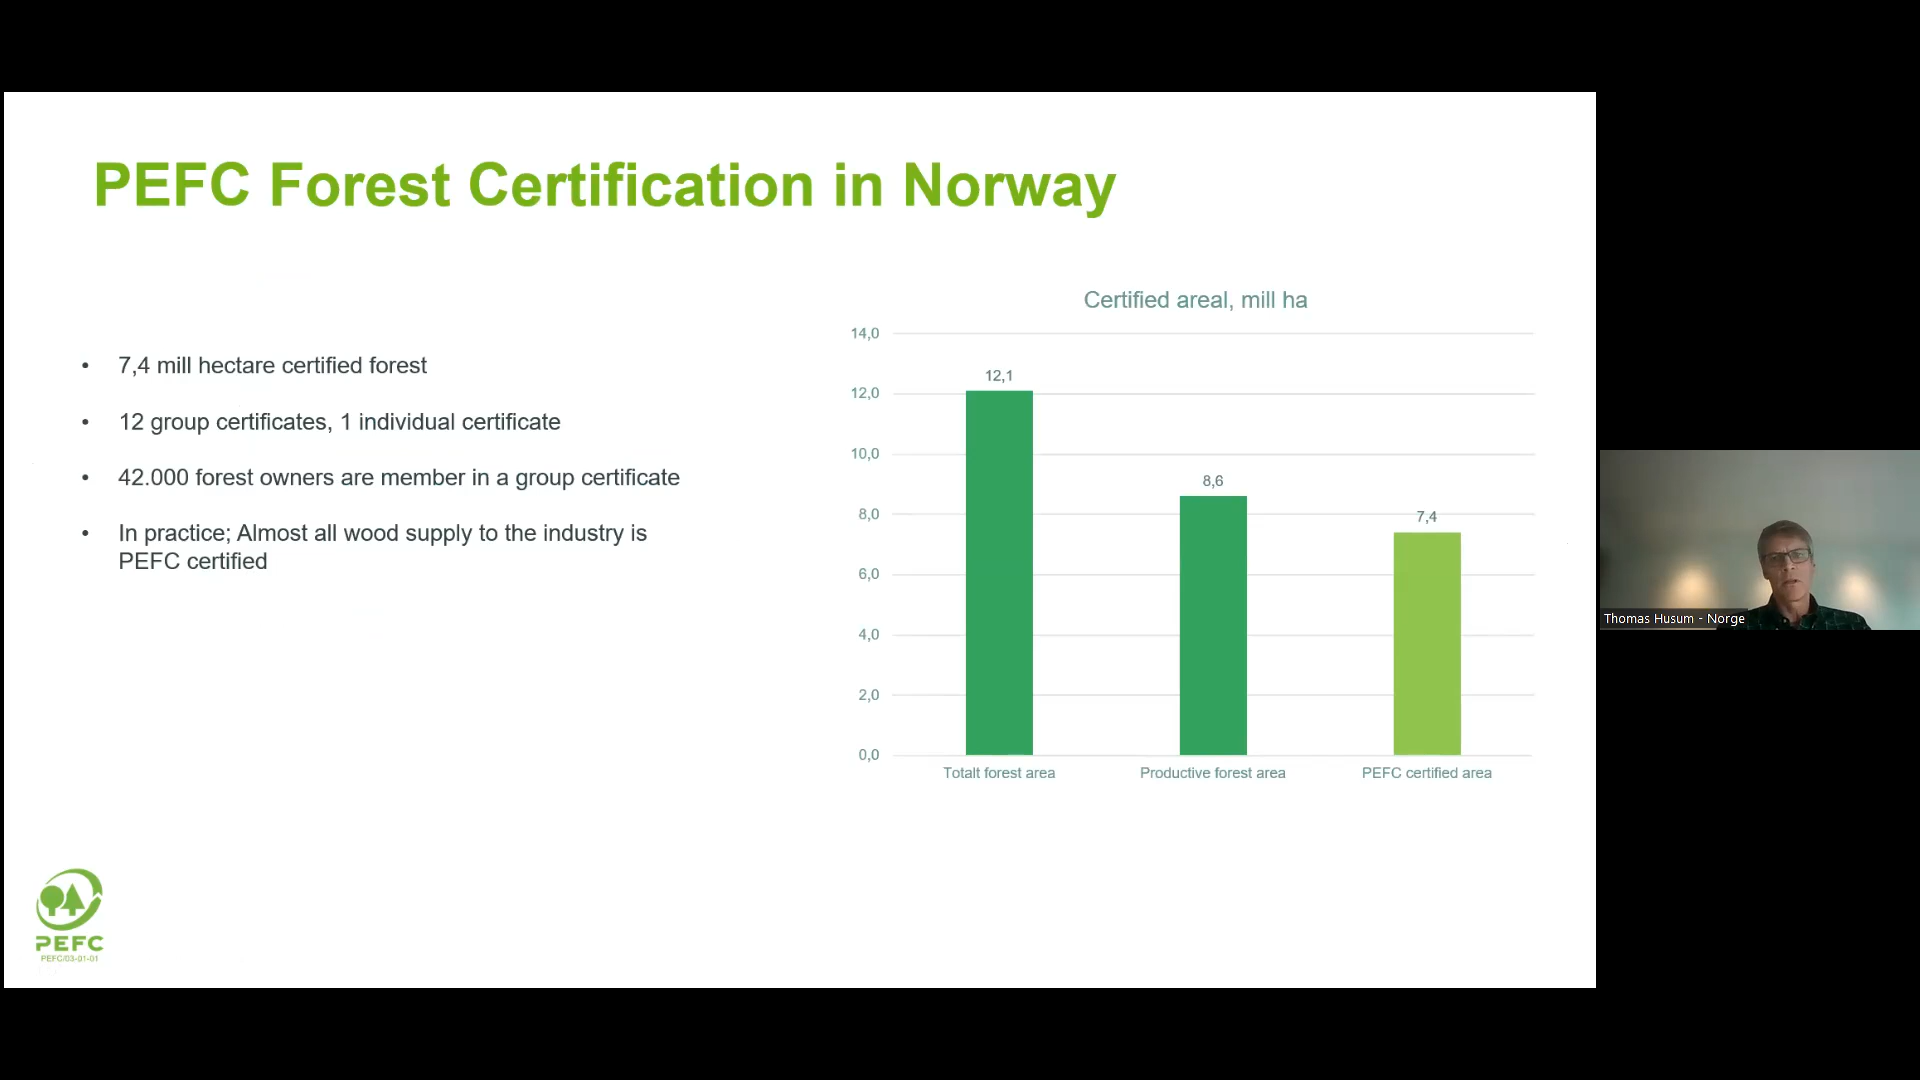 PEFC Forest Certification in Norway
• 7,4 mill hectare certified forest
• 12 group certificates, 1 individual certificate
• 42.000 forest owners are member in a group certificate
• In practice; Almost all wood supply to the industry is
PEFC certified
Certified areal, mill ha
14,0
12,0
10,0
8,0
6,0
4,0
2,0
0,0
12,1
8,6
7,4
Totalt forest area
Productive forest area
PEFC certified area
PEFC
PEFC/03-01-01
Thomas Husum - Norge